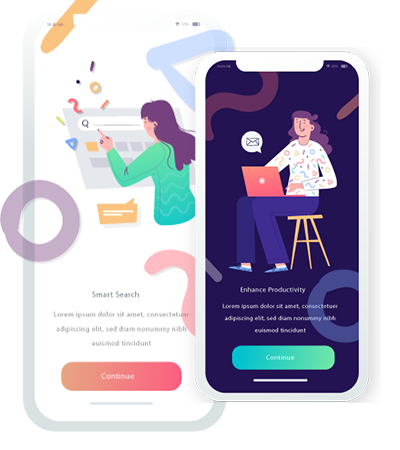 Smart Search
Lorem ipsum dolor sit amet, consectetuer
adipiscing elit, sed diam nonummy nibh
euismod tincidunt
Continue
Enhance Productivity
Lorem ipsum dolor sit amet, consectetuer
adipiscing elit, sed diam nonummy nibh
euismod tincidunt
Continue